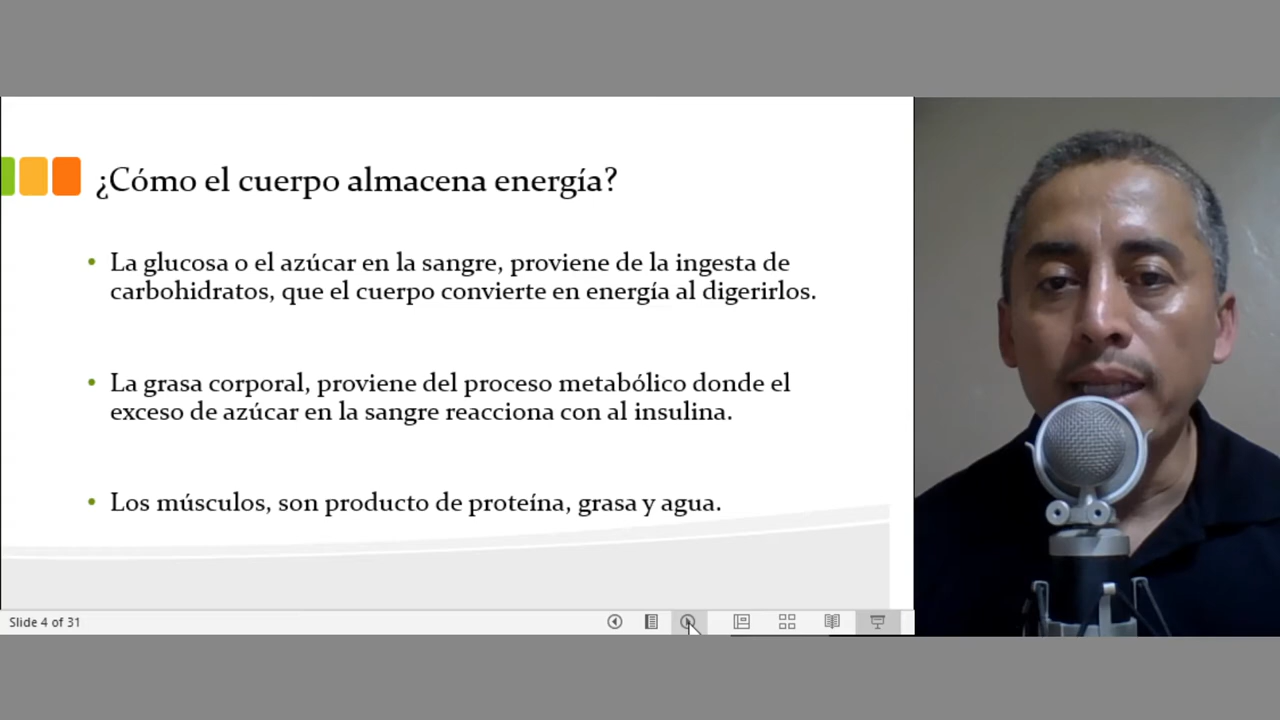 ¿Cómo el cuerpo almacena energía?
• La glucosa o el azúcar en la sangre, proviene de la ingesta de
carbohidratos, que el cuerpo convierte en energía al digerirlos.
• La grasa corporal, proviene del proceso metabólico donde el
exceso de azúcar en la sangre reacciona con al insulina.
• Los músculos, son producto de proteína, grasa y agua.
Slide 4 of 31